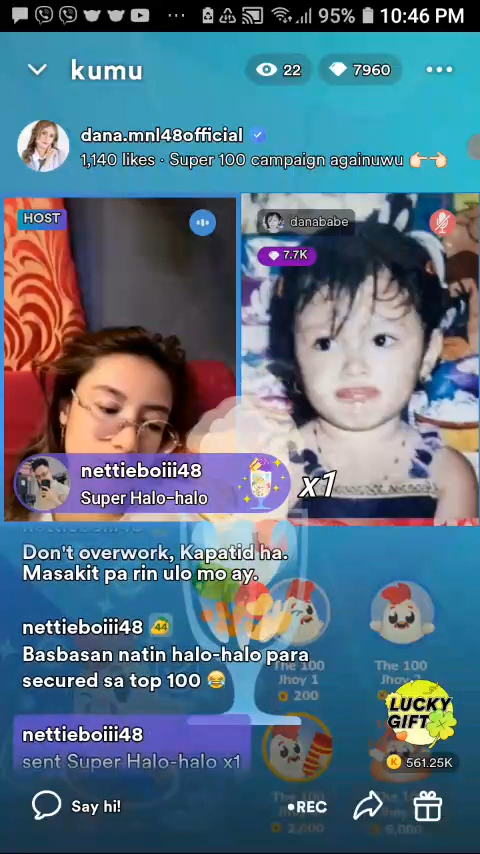 95% 10:46 PM
kumu
22
7960
dana.mnl48official
1,140 likes · Super 100 campaign againuwu 👉🏻👈🏻
HOST
danababe
7.7K
nettieboiii48
Super Halo-halo
x1
nettieboiii48
Don't overwork, Kapatid ha.
Masakit pa rin ulo mo ay.
nettieboiii48 44
Basbasan natin halo-halo para
secured sa top 100 😂
The 100
Jhoy 1
200
The 100
Jhoy
LUCKY
GIFT
561.25K
nettieboiii48
sent Super Halo-halo x1
Say hi!
REC